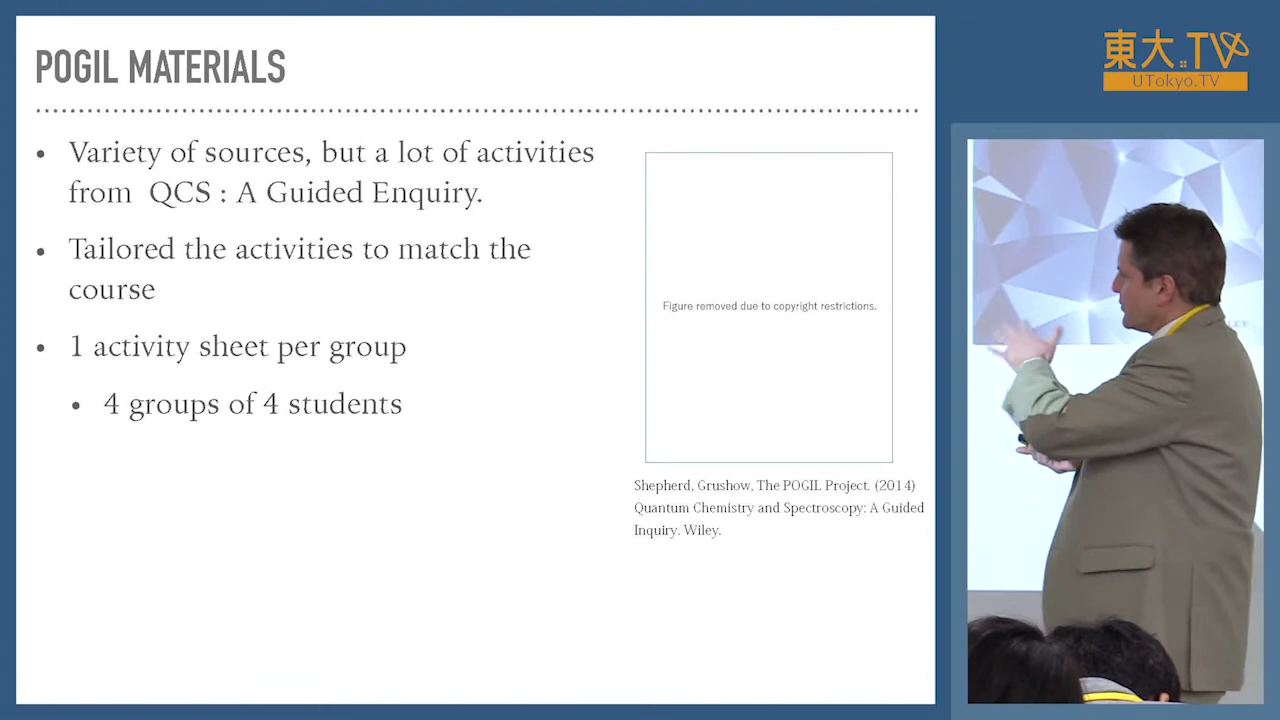 POGIL MATERIALS
• Variety of sources, but a lot of activities
from QCS : A Guided Enquiry.
• Tailored the activities to match the
course
• 1 activity sheet per group
• 4 groups of 4 students
Figure removed due to copyright restrictions.
Shepherd, Grushow, The POGIL Project. (2014)
Quantum Chemistry and Spectroscopy: A Guided
Inquiry. Wiley.
東大.TV
UTokyo.TV